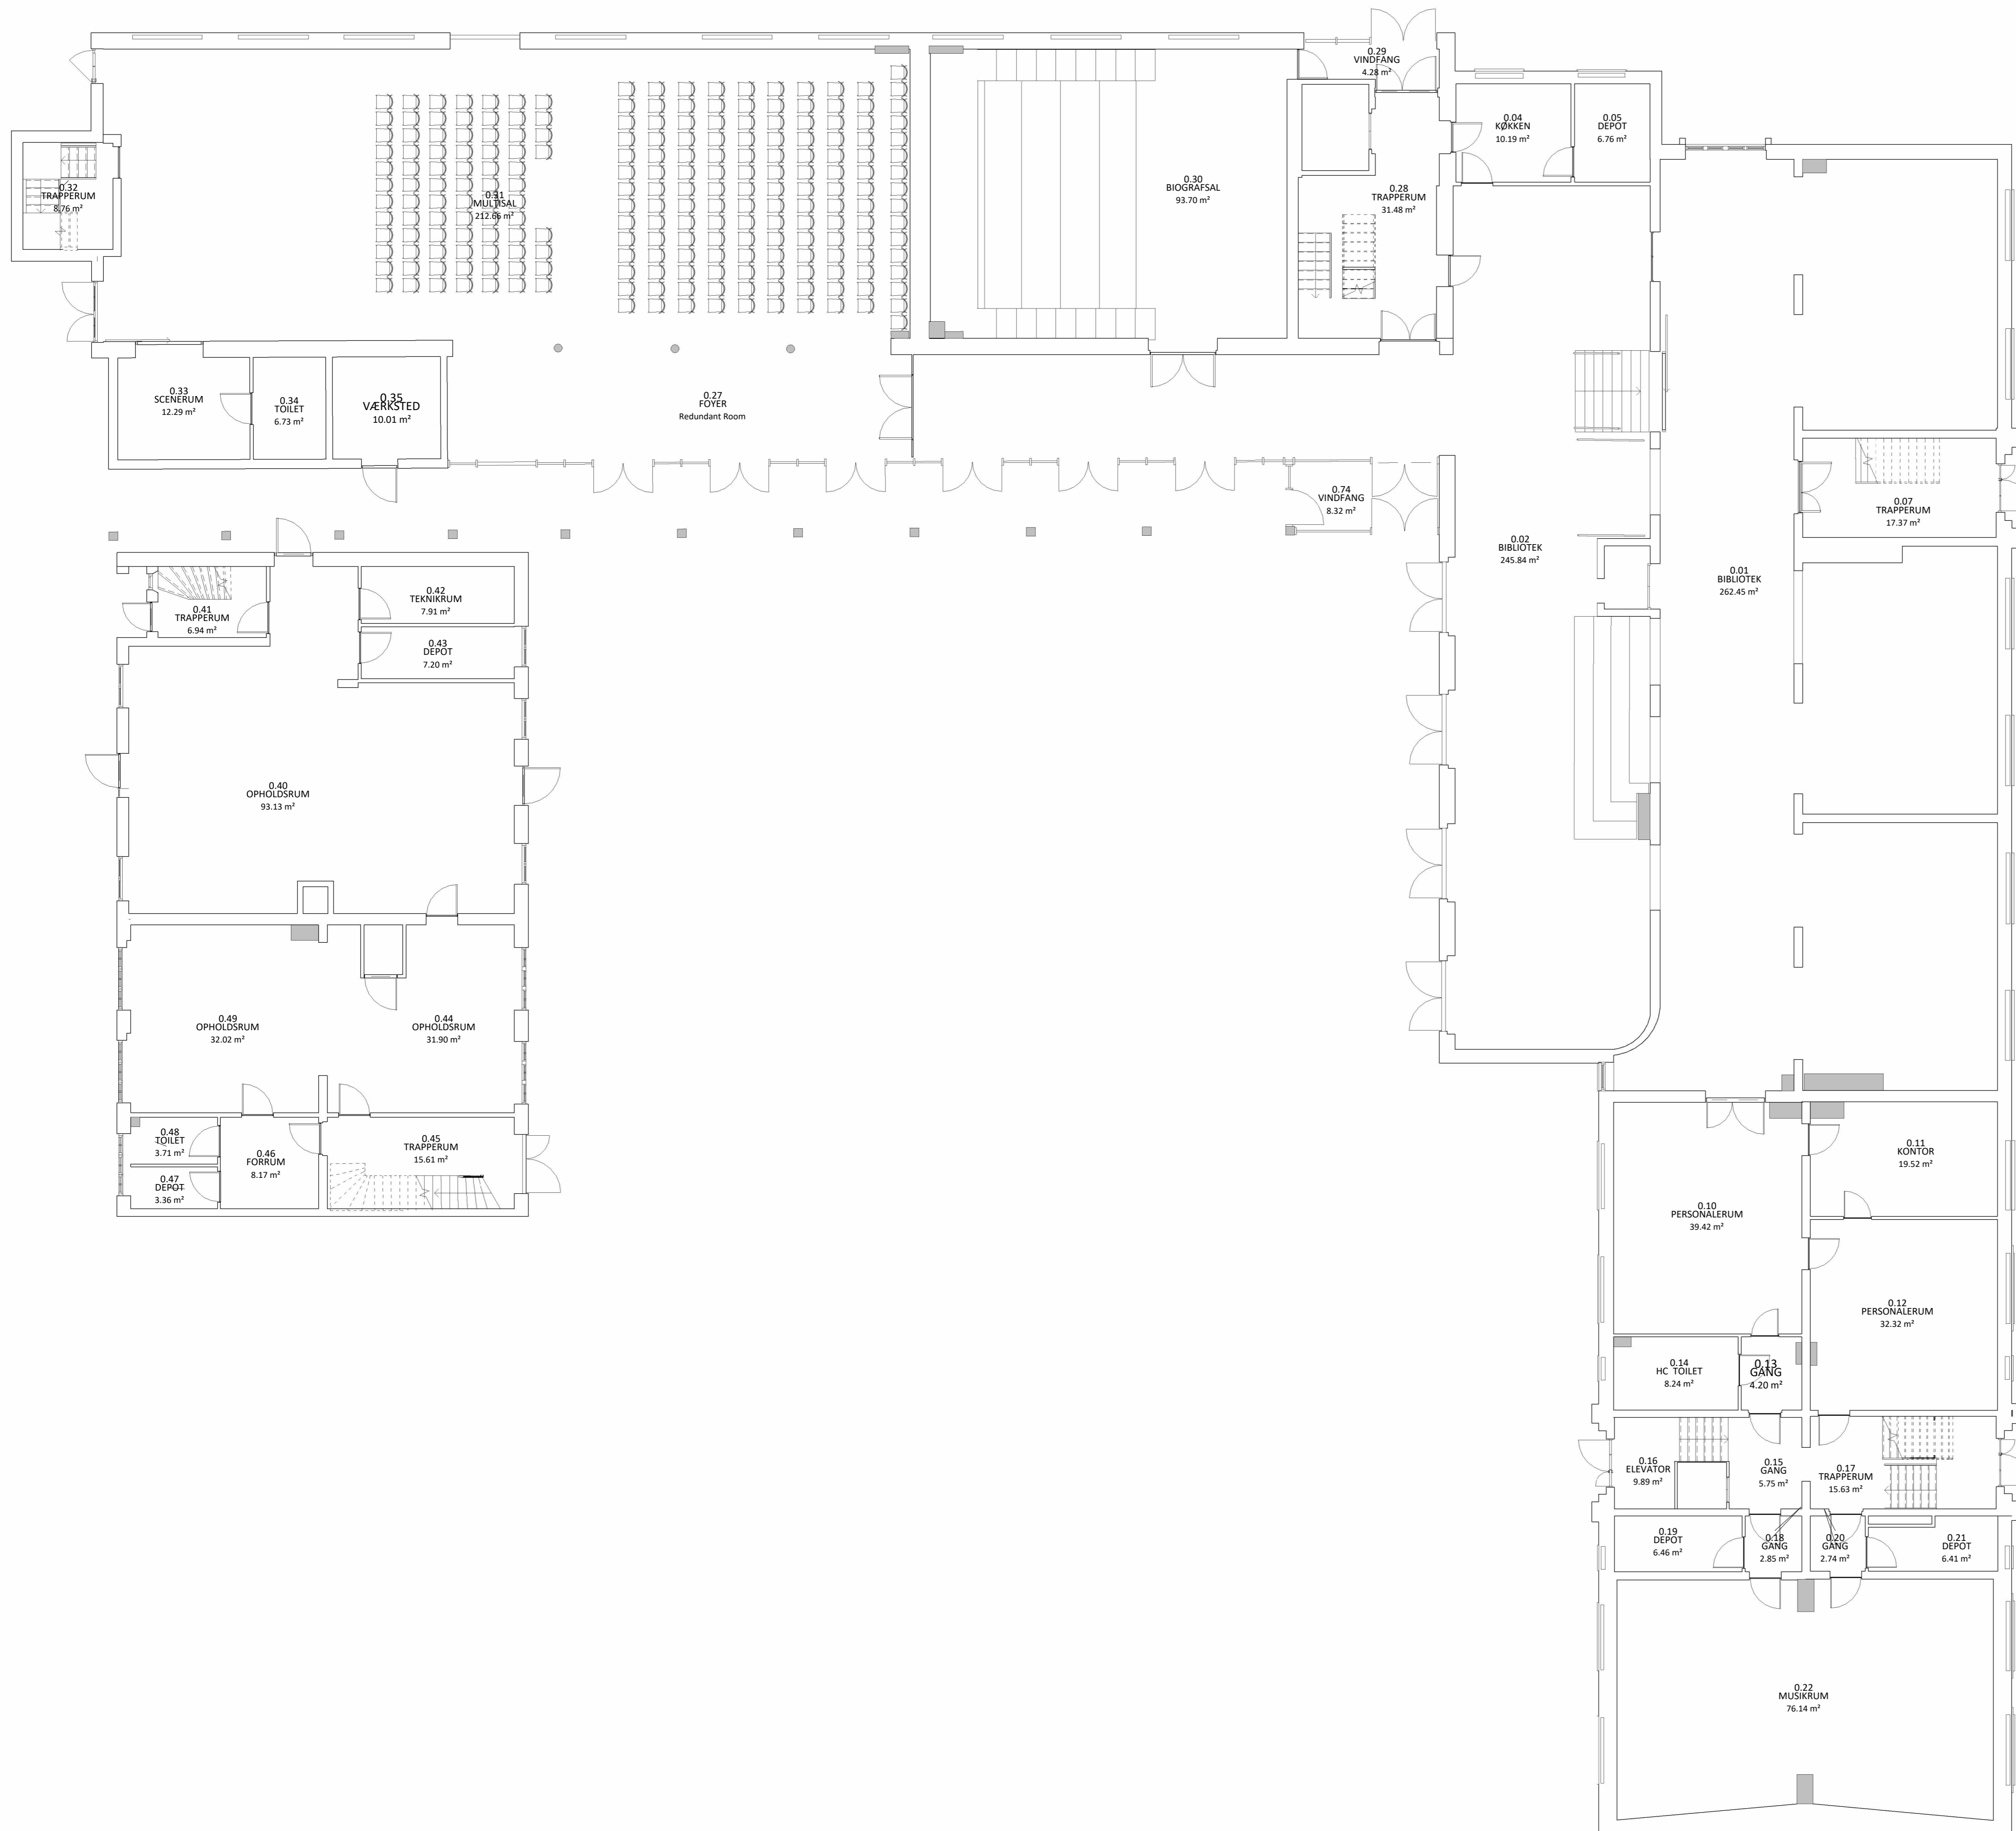 0.29
VINDFANG
4.28 m²
0.04
KØKKEN
10.19 m²
0.05
DEPOT
6.76 m²
0.32
TRAPPERUM
8.76 m²
0.31
MULTISAL
212.66 m²
0.30
BIOGRAFSAL
93.70 m²
0.28
TRAPPERUM
31.48 m²
0.33
SCENERUM
12.29 m²
0.34
TOILET
6.73 m²
0.35
VÆRKSTED
10.01 m²
0.27
FOYER
Redundant Room
0.74
VINDFANG
8.32 m²
0.07
TRAPPERUM
17.37 m²
0.02
BIBLIOTEK
245.84 m²
0.01
BIBLIOTEK
262.45 m²
0.42
TEKNIKRUM
7.91 m²
0.41
TRAPPERUM
6.94 m²
0.43
DEPOT
7.20 m²
0.40
OPHOLDSRUM
93.13 m²
0.49
OPHOLDSRUM
32.02 m²
0.44
OPHOLDSRUM
31.90 m²
0.48
TOILET
3.71 m²
0.46
FORRUM
8.17 m²
0.45
TRAPPERUM
15.61 m²
0.47
DEPOT
3.36 m²
0.11
KONTOR
19.52 m²
0.10
PERSONALERUM
39.42 m²
0.12
PERSONALERUM
32.32 m²
0.14
HC TOILET
8.24 m²
0.13
GANG
4.20 m²
0.16
ELEVATOR
9.89 m²
0.15
GANG
5.75 m²
0.17
TRAPPERUM
15.63 m²
0.19
DEPOT
6.46 m²
0.18
GANG
2.85 m²
0.20
GANG
2.74 m²
0.21
DEPOT
6.41 m²
0.22
MUSIKRUM
76.14 m²